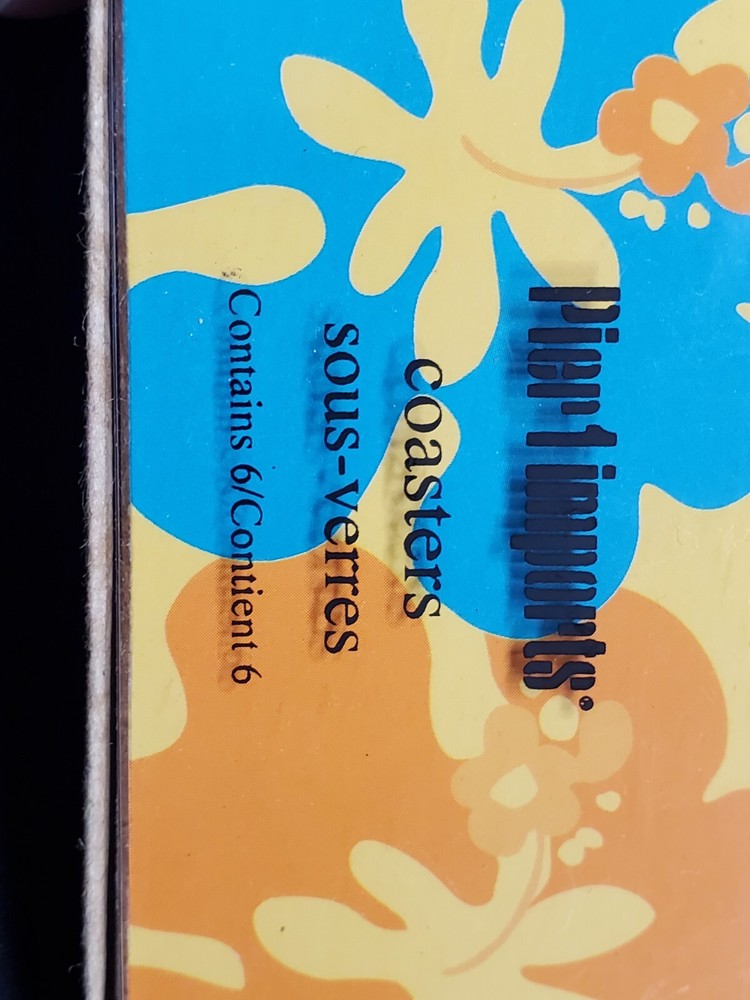 Pier 1 imports®
coasters
sous-verres
Contains 6/Contient 6